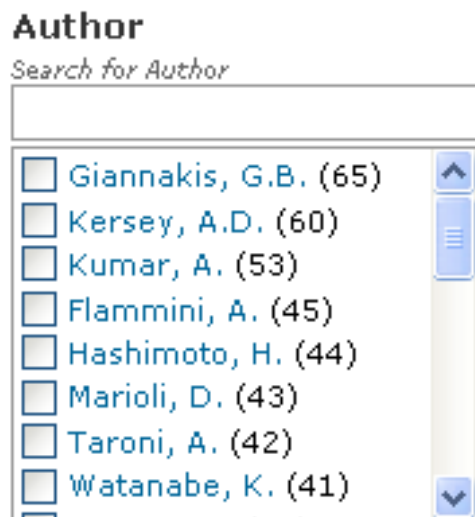 Author
Search for Author
Giannakis, G.B. (65)
Kersey, A.D. (60)
Kumar, A. (53)
Flammini, A. (45)
Hashimoto, H. (44)
Marioli, D. (43)
Taroni, A. (42)
Watanabe, K. (41)